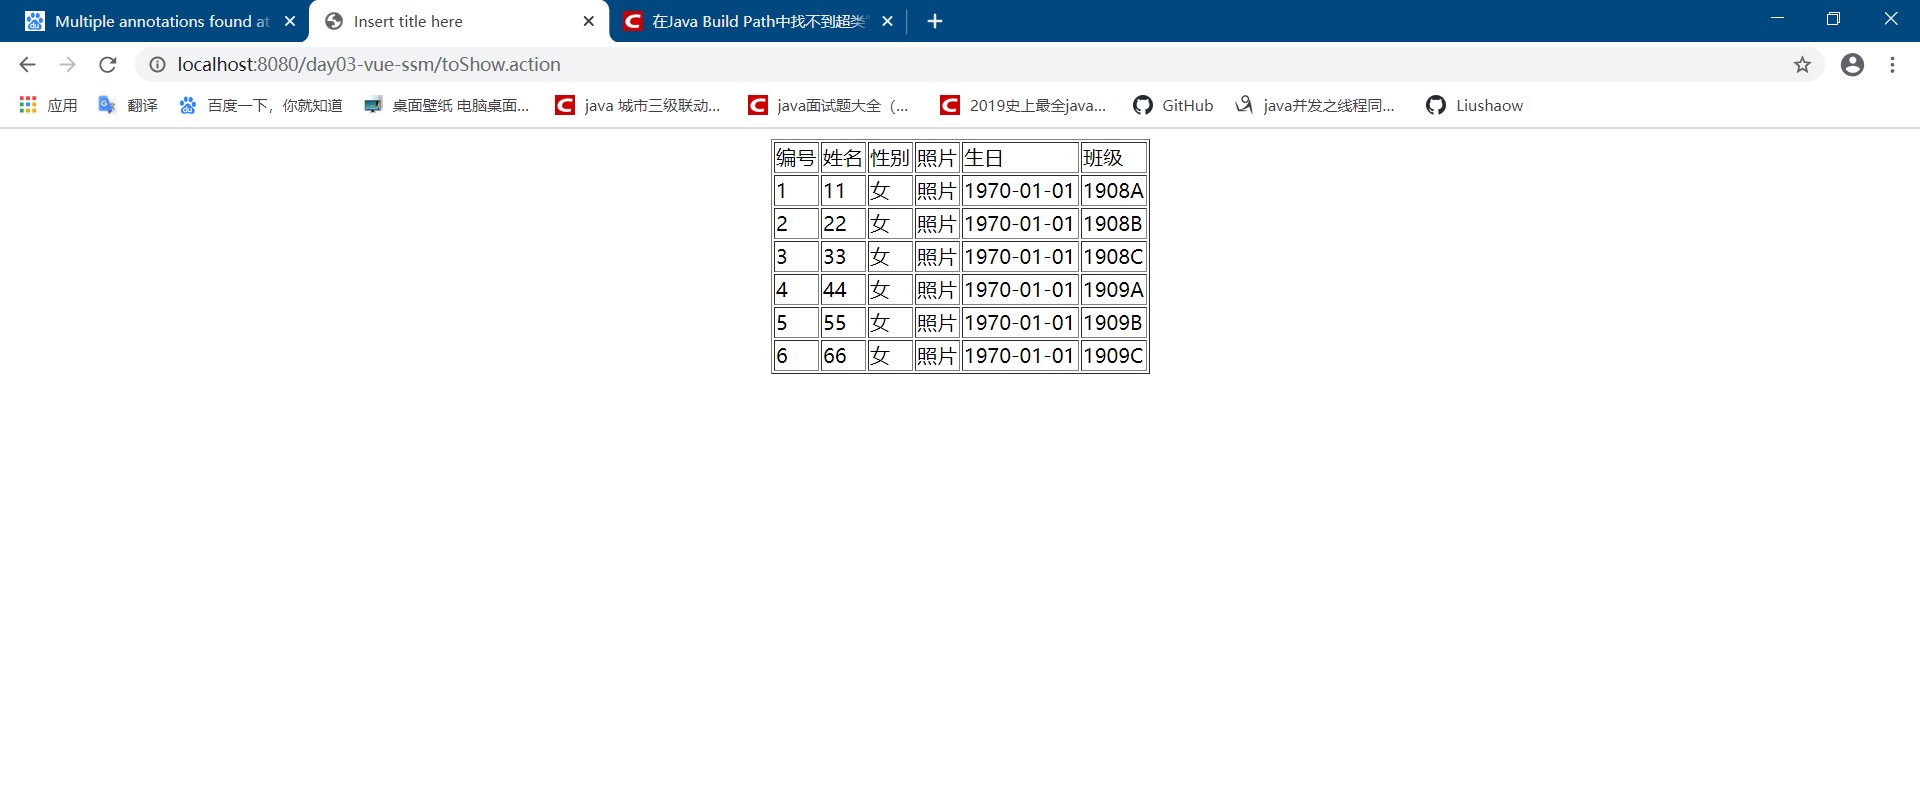 Multiple annotations found at
Insert title here
在Java Build Path中找不到超类"
localhost:8080/day03-vue-ssm/toShow.action
应用 翻译 百度一下，你就知道 桌面壁纸 电脑桌面... java 城市三级联动... java面试题大全（... 2019史上最全java... GitHub java并发之线程同... Liushaow
编号 姓名 性别 照片 生日 班级
1 11 女 照片 1970-01-01 1908A
2 22 女 照片 1970-01-01 1908B
3 33 女 照片 1970-01-01 1908C
4 44 女 照片 1970-01-01 1909A
5 55 女 照片 1970-01-01 1909B
6 66 女 照片 1970-01-01 1909C